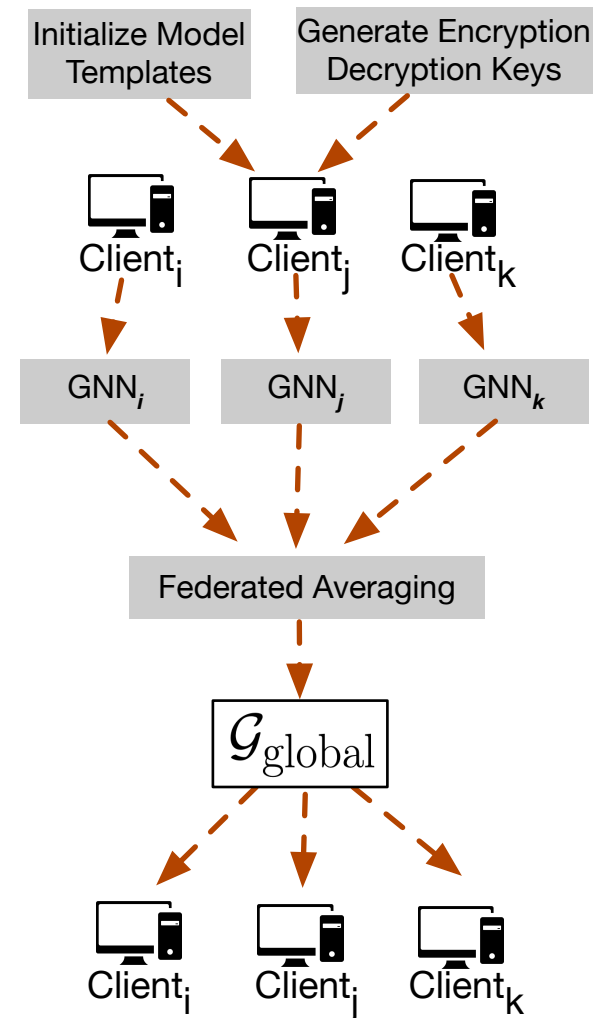 Initialize Model
Templates
Generate Encryption
Decryption Keys
Client_i
Client_j
Client_k
GNN_i
GNN_j
GNN_k
Federated Averaging
𝒢_global
Client_i
Client_j
Client_k